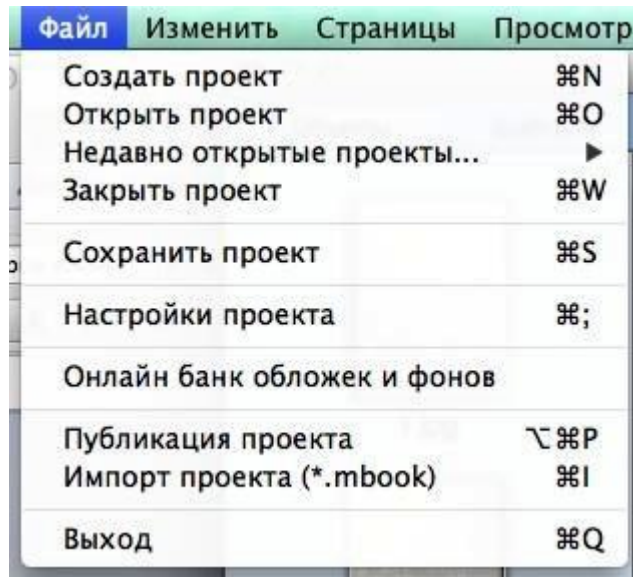 Файл Изменить Страницы Просмотр
Создать проект ⌘N
Открыть проект ⌘O
Недавно открытые проекты... ▶
Закрыть проект ⌘W
Сохранить проект ⌘S
Настройки проекта ⌘;
Онлайн банк обложек и фонов
Публикация проекта ⌥⌘P
Импорт проекта (*.mbook) ⌘I
Выход ⌘Q